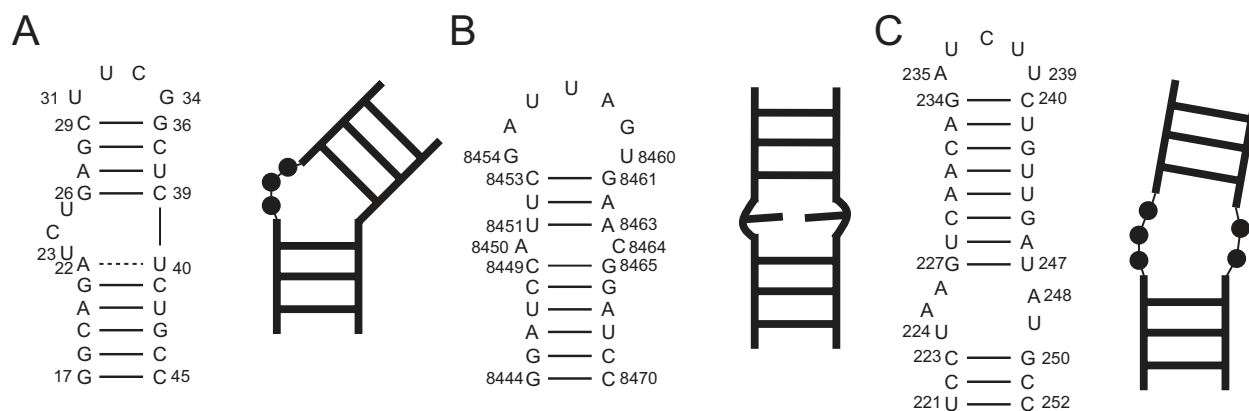 A
U C
31 U G 34
29 C G 36
G C
A U
26 G C 39
U
C
23 U
22 A U 40
G C
A U
C G
G C
17 G C 45
B
U U A
A G
8454 G U 8460
8453 C G 8461
U A
8451 U A 8463
8450 A C 8464
8449 C G 8465
C G
U A
A U
G C
8444 G C 8470
C
U C U
235 A U 239
234 G C 240
A U
C G
A U
A U
C G
U A
227 G U 247
A A 248
A U
224 U
223 C G 250
C C
221 U C 252